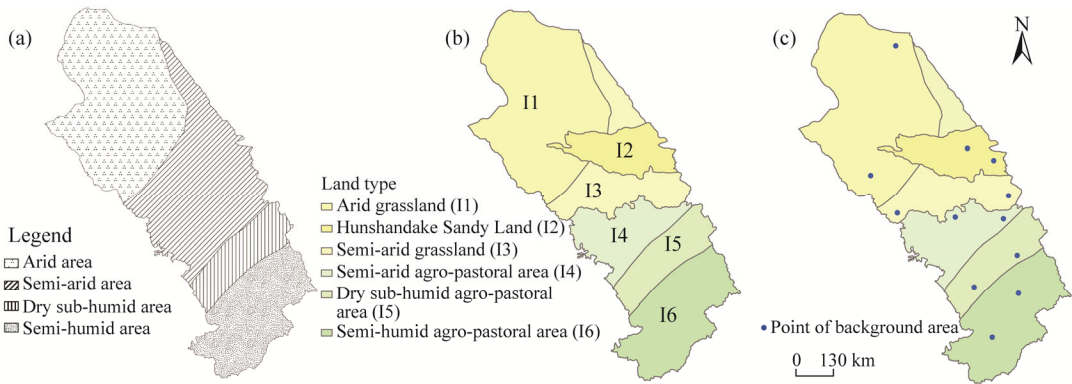 (a)
Legend
Arid area
Semi-arid area
Dry sub-humid area
Semi-humid area
(b)
I1
I2
I3
I4
I5
I6
Land type
Arid grassland (I1)
Hunshandake Sandy Land (I2)
Semi-arid grassland (I3)
Semi-arid agro-pastoral area (I4)
Dry sub-humid agro-pastoral
area (I5)
Semi-humid agro-pastoral area (I6)
(c)
N
Point of background area
0 130 km